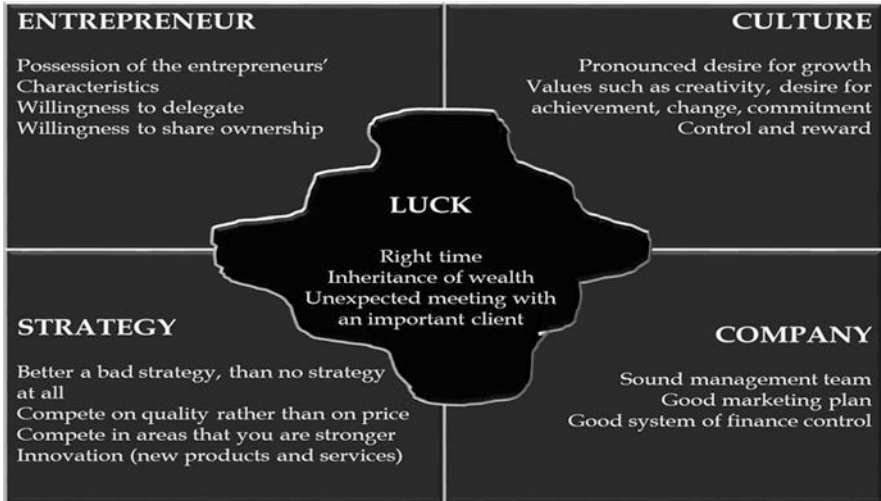 ENTREPRENEUR
Possession of the entrepreneurs'
Characteristics
Willingness to delegate
Willingness to share ownership
CULTURE
Pronounced desire for growth
Values such as creativity, desire for
achievement, change, commitment
Control and reward
LUCK
Right time
Inheritance of wealth
Unexpected meeting with
an important client
STRATEGY
Better a bad strategy, than no strategy
at all
Compete on quality rather than on price
Compete in areas that you are stronger
Innovation (new products and services)
COMPANY
Sound management team
Good marketing plan
Good system of finance control